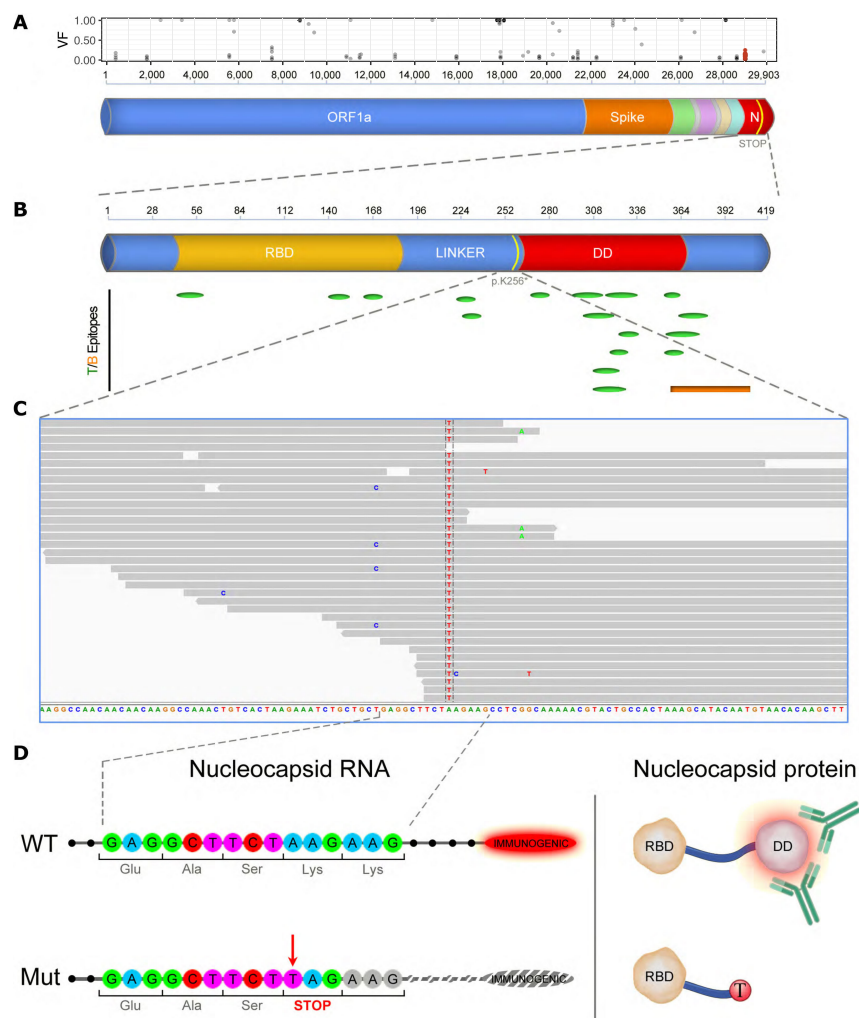 A
VF
1.00
0.50
0.00
1 2,000 4,000 6,000 8,000 10,000 12,000 14,000 16,000 18,000 20,000 22,000 24,000 26,000 28,000 29,903
ORF1a Spike N
STOP
B
1 28 56 84 112 140 168 196 224 252 280 308 336 364 392 419
RBD LINKER DD
p.K256*
T/B Epitopes
C
T
T A
T
T
T
T T
T
C T
T
T
T
T
T A
T A
C T
T
T
C T
T
T
C T
T
T
T
C T
T
T
T
T
T
T C T
T
T
T
AAGGCCAACAACAACAAGGCCAAACTGTCACTAAGAAATCTGCTGCTGAGGCTTCTAAGAAGCCTCGGCAAAAACGTACTGCCACTAAAGCATACAATGTAACACAAGCTT
D
Nucleocapsid RNA Nucleocapsid protein
WT G A G G C T T C T A A G A A G IMMUNOGENIC RBD DD
Glu Ala Ser Lys Lys
Mut G A G G C T T C T T A G A A G IMMUNOGENIC RBD T
Glu Ala Ser STOP